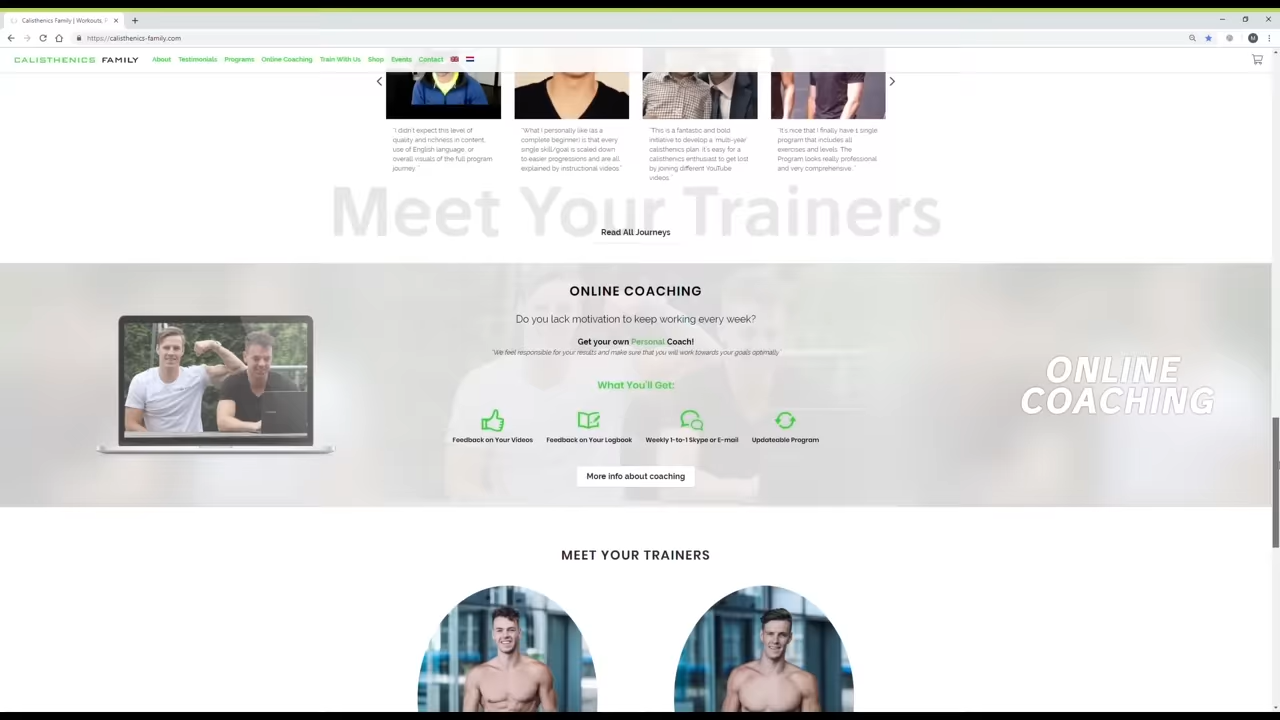 Calisthenics Family | Workouts,
https://calisthenics-family.com
CALISTHENICS FAMILY About Testimonials Programs Online Coaching Train With Us Shop Events Contact
"I didn't expect this level of
quality and richness in content,
use of English language, or
overall visuals of the full program
journey."
"What I personally like (as a
complete beginner) is that every
single skill/goal is scaled down
to easier progressions and are all
explained by instructional videos."
"This is a fantastic and bold
initiative to develop a multi-year
calisthenics plan. it's easy for a
calisthenics enthusiast to get lost
by joining different YouTube
videos."
"It's nice that I finally have 1 single
program that includes all
exercises and levels. The
Program looks really professional
and very comprehensive."
Meet Your Trainers
Read All Journeys
ONLINE COACHING
Do you lack motivation to keep working every week?
Get your own Personal Coach!
"We feel responsible for your results and make sure that you will work towards your goals optimally"
What You'll Get:
Feedback on Your Videos
Feedback on Your Logbook
Weekly 1-to-1 Skype or E-mail
Updateable Program
More info about coaching
ONLINE
COACHING
MEET YOUR TRAINERS